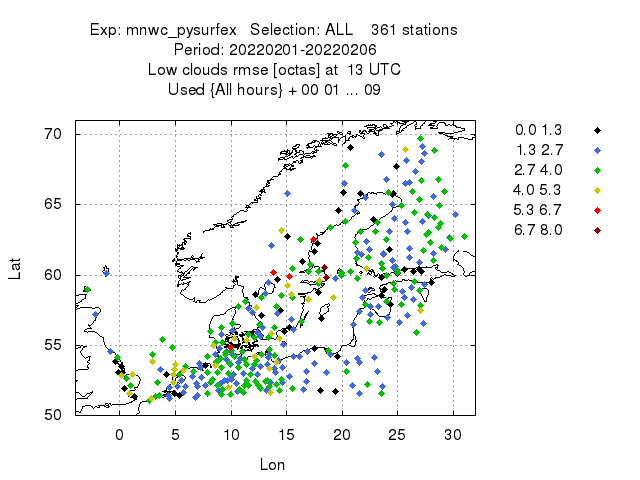 Exp: mnwc_pysurfex   Selection: ALL    361 stations
Period: 20220201-20220206
Low clouds rmse [octas] at  13 UTC
Used {All hours} + 00 01 ... 09
70
65
60
55
50
0 5 10 15 20 25 30
Lat
Lon
0.0 1.3
1.3 2.7
2.7 4.0
4.0 5.3
5.3 6.7
6.7 8.0